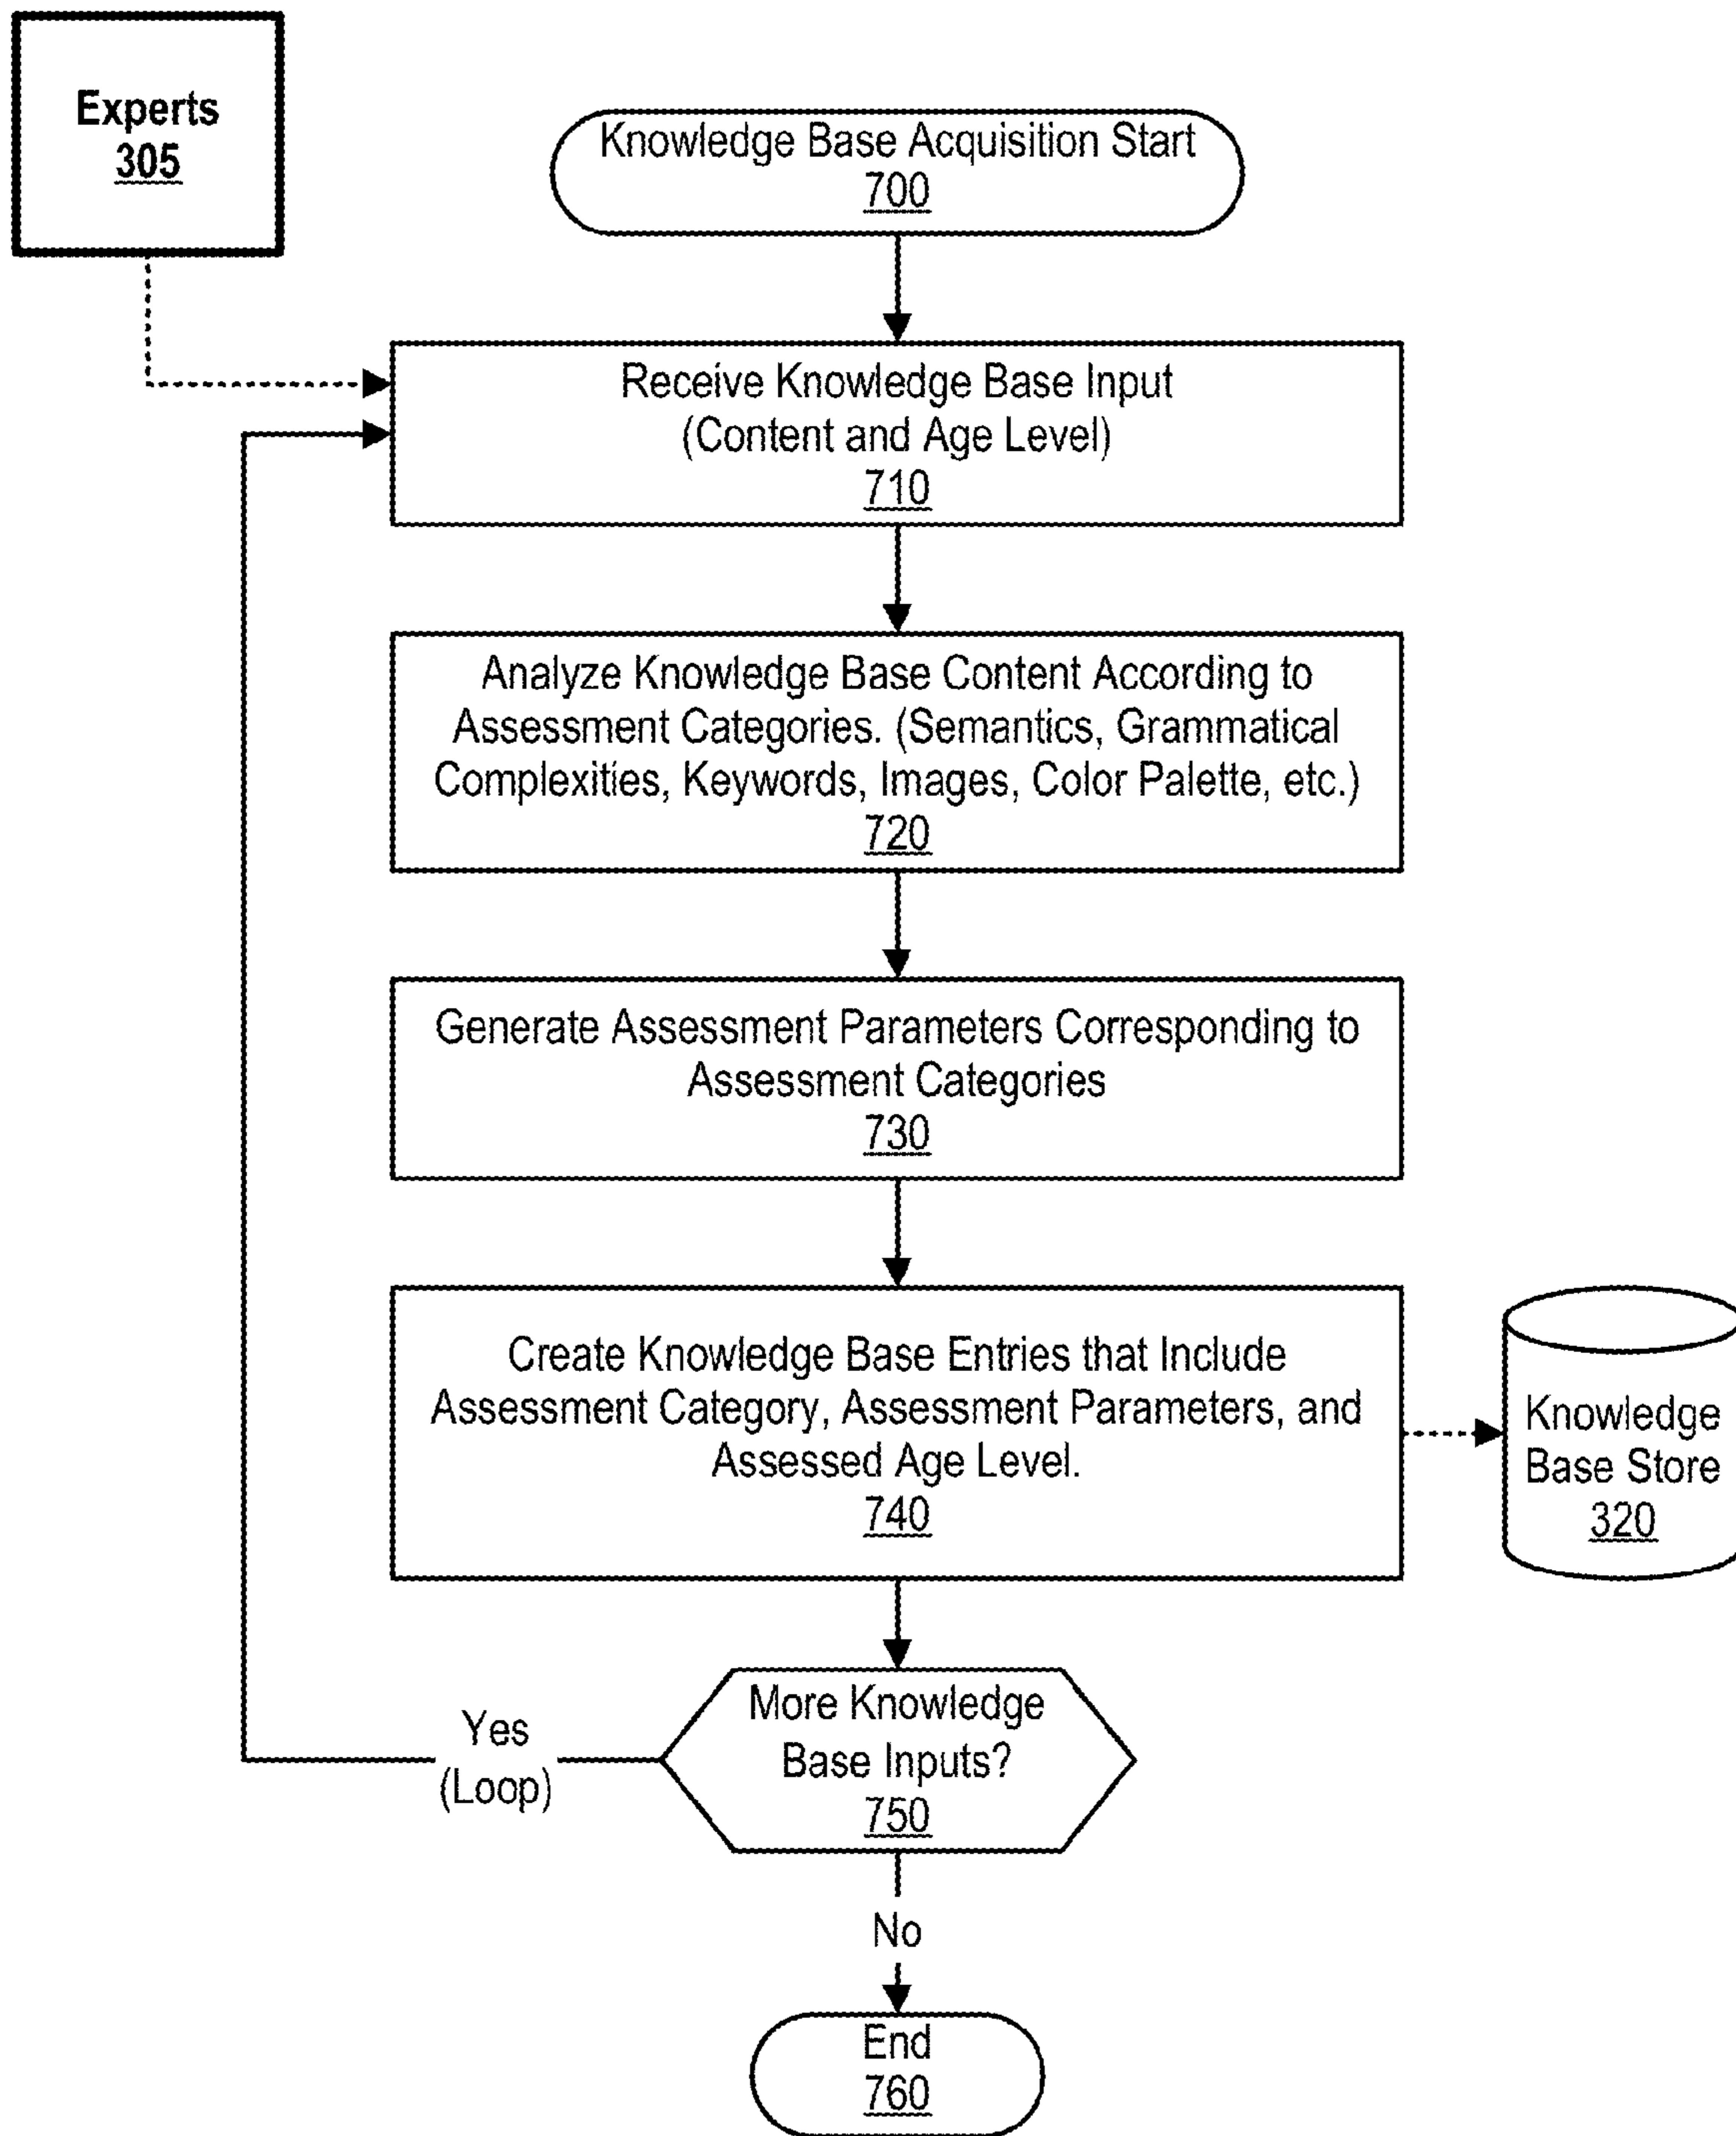 Experts
305
Knowledge Base Acquisition Start
700
Receive Knowledge Base Input
(Content and Age Level)
710
Analyze Knowledge Base Content According to
Assessment Categories. (Semantics, Grammatical
Complexities, Keywords, Images, Color Palette, etc.)
720
Generate Assessment Parameters Corresponding to
Assessment Categories
730
Create Knowledge Base Entries that Include
Assessment Category, Assessment Parameters, and
Assessed Age Level.
740
Knowledge
Base Store
320
More Knowledge
Base Inputs?
750
Yes
(Loop)
No
End
760